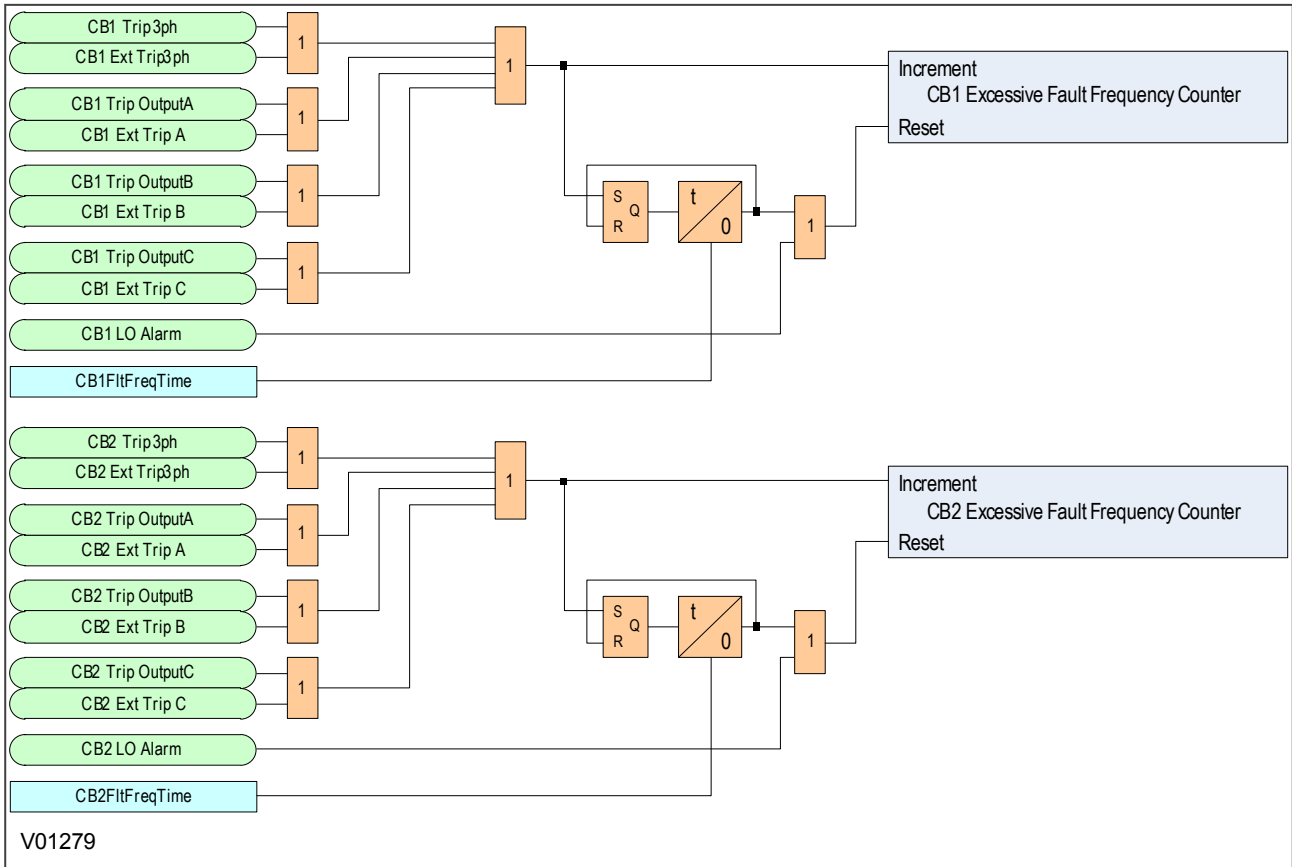 CB1 Trip3ph
CB1 Ext Trip3ph
1
1
CB1 Trip OutputA
CB1 Ext Trip A
1
CB1 Trip OutputB
CB1 Ext Trip B
1
CB1 Trip OutputC
CB1 Ext Trip C
1
CB1 LO Alarm
CB1FltFreqTime
S
R
Q
t
0
1
Increment
CB1 Excessive Fault Frequency Counter
Reset
CB2 Trip3ph
CB2 Ext Trip3ph
1
1
CB2 Trip OutputA
CB2 Ext Trip A
1
CB2 Trip OutputB
CB2 Ext Trip B
1
CB2 Trip OutputC
CB2 Ext Trip C
1
CB2 LO Alarm
CB2FltFreqTime
S
R
Q
t
0
1
Increment
CB2 Excessive Fault Frequency Counter
Reset
V01279